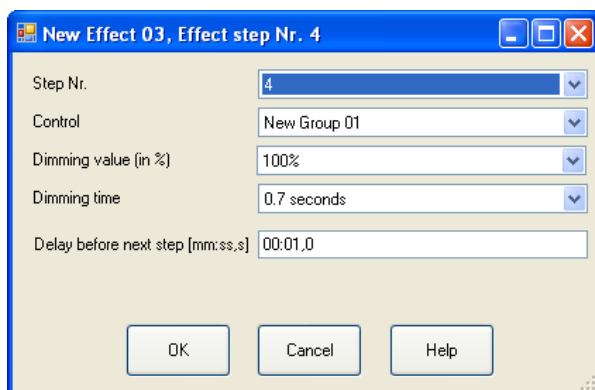 New Effect 03, Effect step Nr. 4
Step Nr. 4
Control New Group 01
Dimming value (in %) 100%
Dimming time 0.7 seconds
Delay before next step [mm:ss,s] 00:01,0
OK Cancel Help